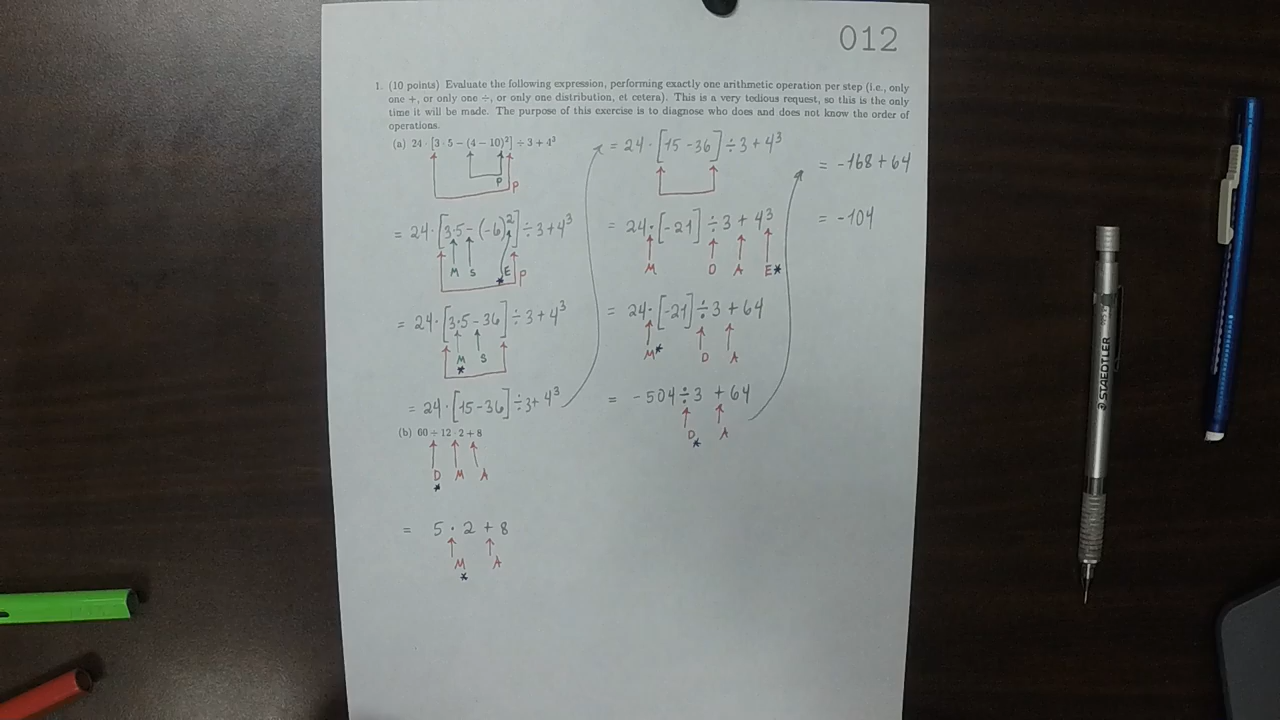 012
1. (10 points) Evaluate the following expression, performing exactly one arithmetic operation per step (i.e., only
one +, or only one ÷, or only one distribution, et cetera). This is a very tedious request, so this is the only
time it will be made. The purpose of this exercise is to diagnose who does and does not know the order of
operations.
(a) 24 · [3 · 5 − (4 − 10)²] ÷ 3 + 4³
P P
= 24 · [3·5 − (−6)²] ÷ 3 + 4³
M S * E P
= 24 · [3·5 − 36] ÷ 3 + 4³
M S
*
= 24 · [15 − 36] ÷ 3 + 4³
= 24 · [15 − 36] ÷ 3 + 4³
= 24 · [−21] ÷ 3 + 4³
M D A E*
= 24 · [−21] ÷ 3 + 64
M* D A
= −504 ÷ 3 + 64
D A
*
= −168 + 64
= −104
(b) 60 ÷ 12 · 2 + 8
D M A
*
= 5 · 2 + 8
M A
*
STAEDTLER